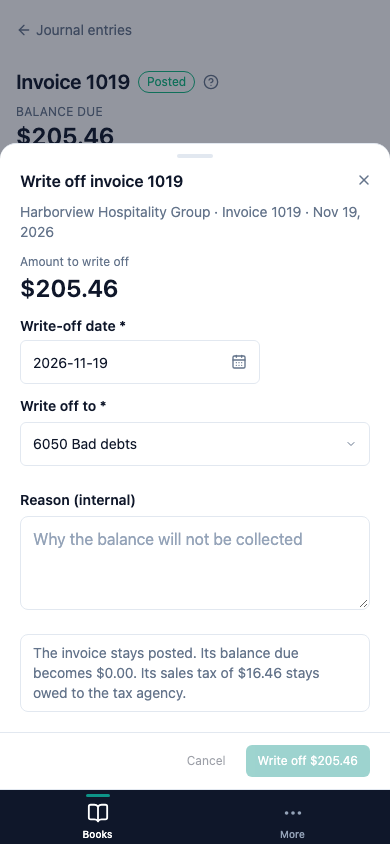 Journal entries
Invoice 1019 Posted
BALANCE DUE
$205.46
Write off invoice 1019
Harborview Hospitality Group · Invoice 1019 · Nov 19,
2026
Amount to write off
$205.46
Write-off date *
2026-11-19
Write off to *
6050 Bad debts
Reason (internal)
Why the balance will not be collected
The invoice stays posted. Its balance due
becomes $0.00. Its sales tax of $16.46 stays
owed to the tax agency.
Cancel Write off $205.46
Books More